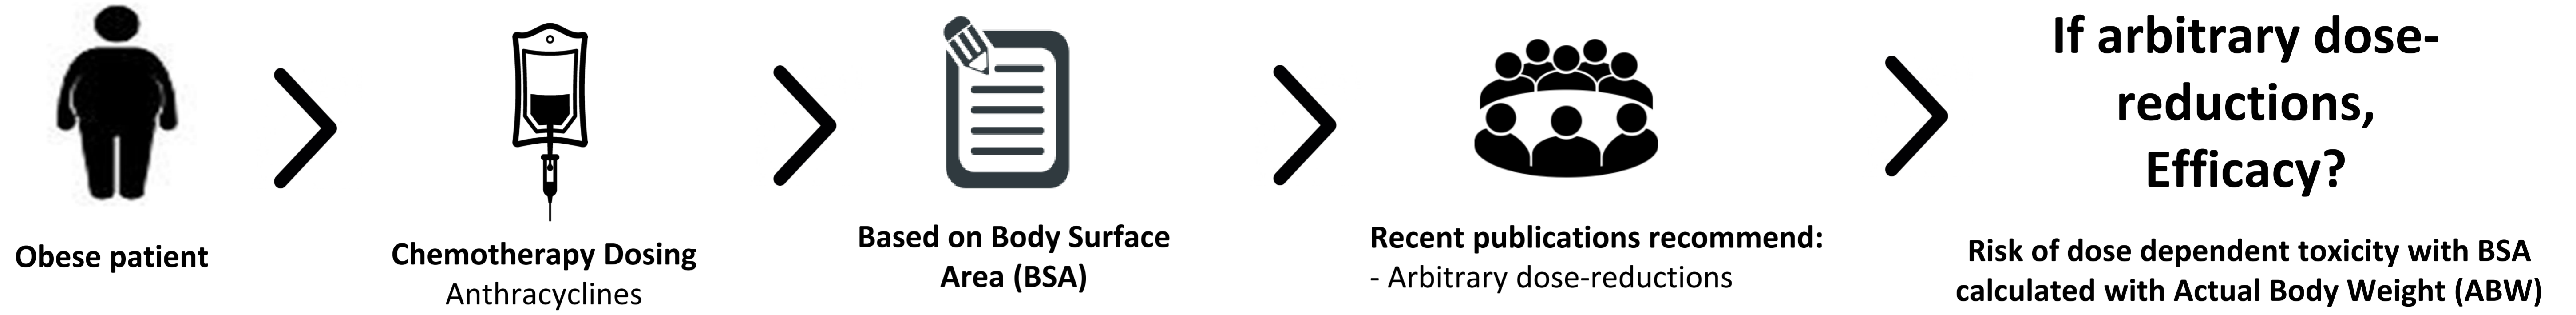 Obese patient
Chemotherapy Dosing
Anthracyclines
Based on Body Surface
Area (BSA)
Recent publications recommend:
- Arbitrary dose-reductions
If arbitrary dose-
reductions,
Efficacy?
Risk of dose dependent toxicity with BSA
calculated with Actual Body Weight (ABW)